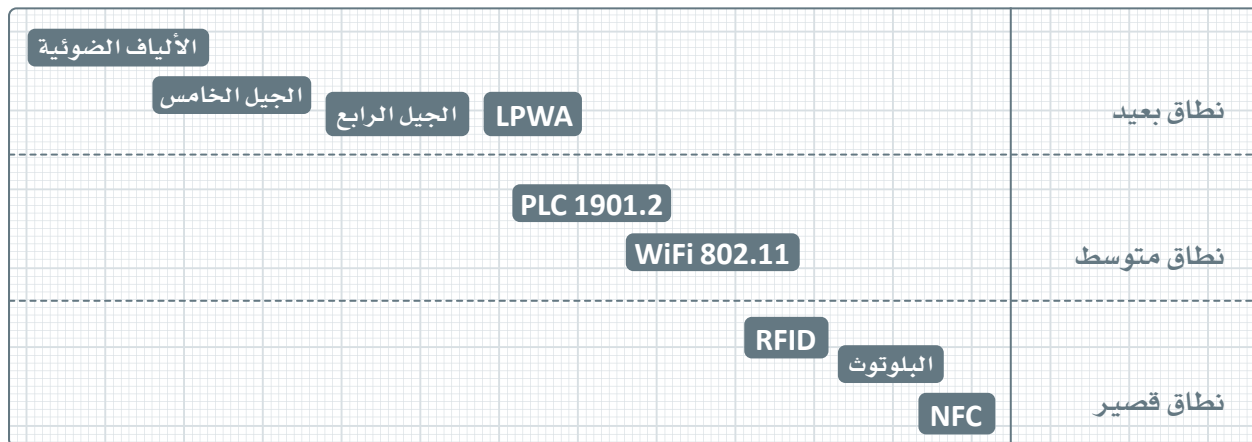 نطاق بعيد
الألياف الضوئية
الجيل الخامس
الجيل الرابع
LPWA
نطاق متوسط
PLC 1901.2
WiFi 802.11
نطاق قصير
RFID
البلوتوث
NFC